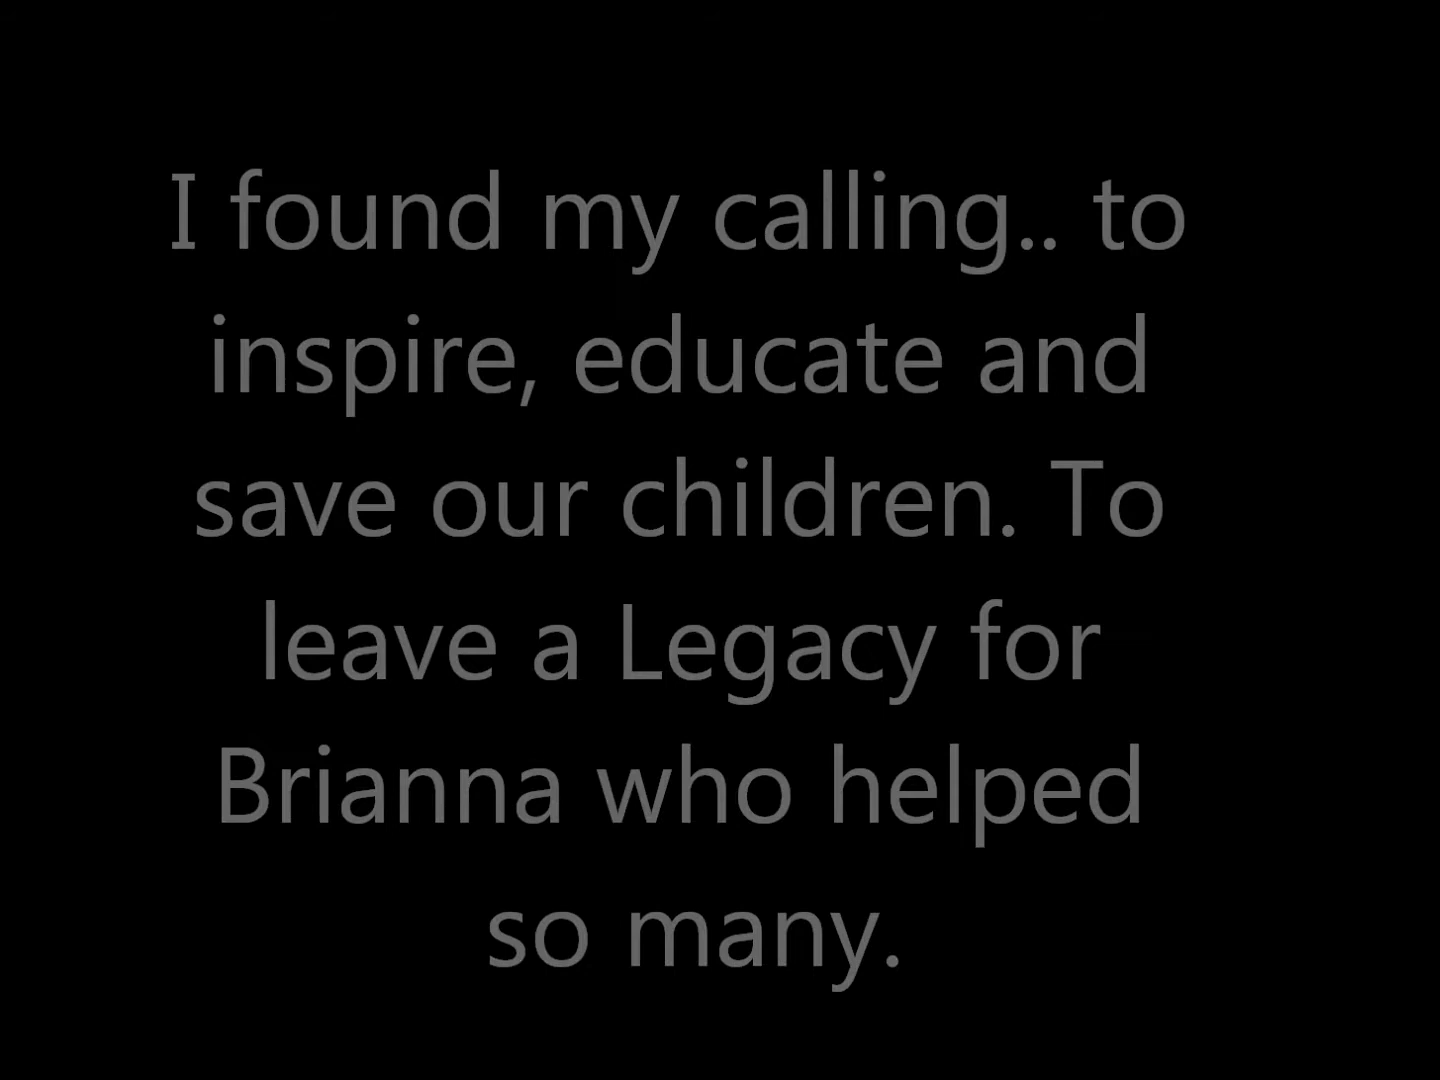 I found my calling.. to
inspire, educate and
save our children. To
leave a Legacy for
Brianna who helped
so many.